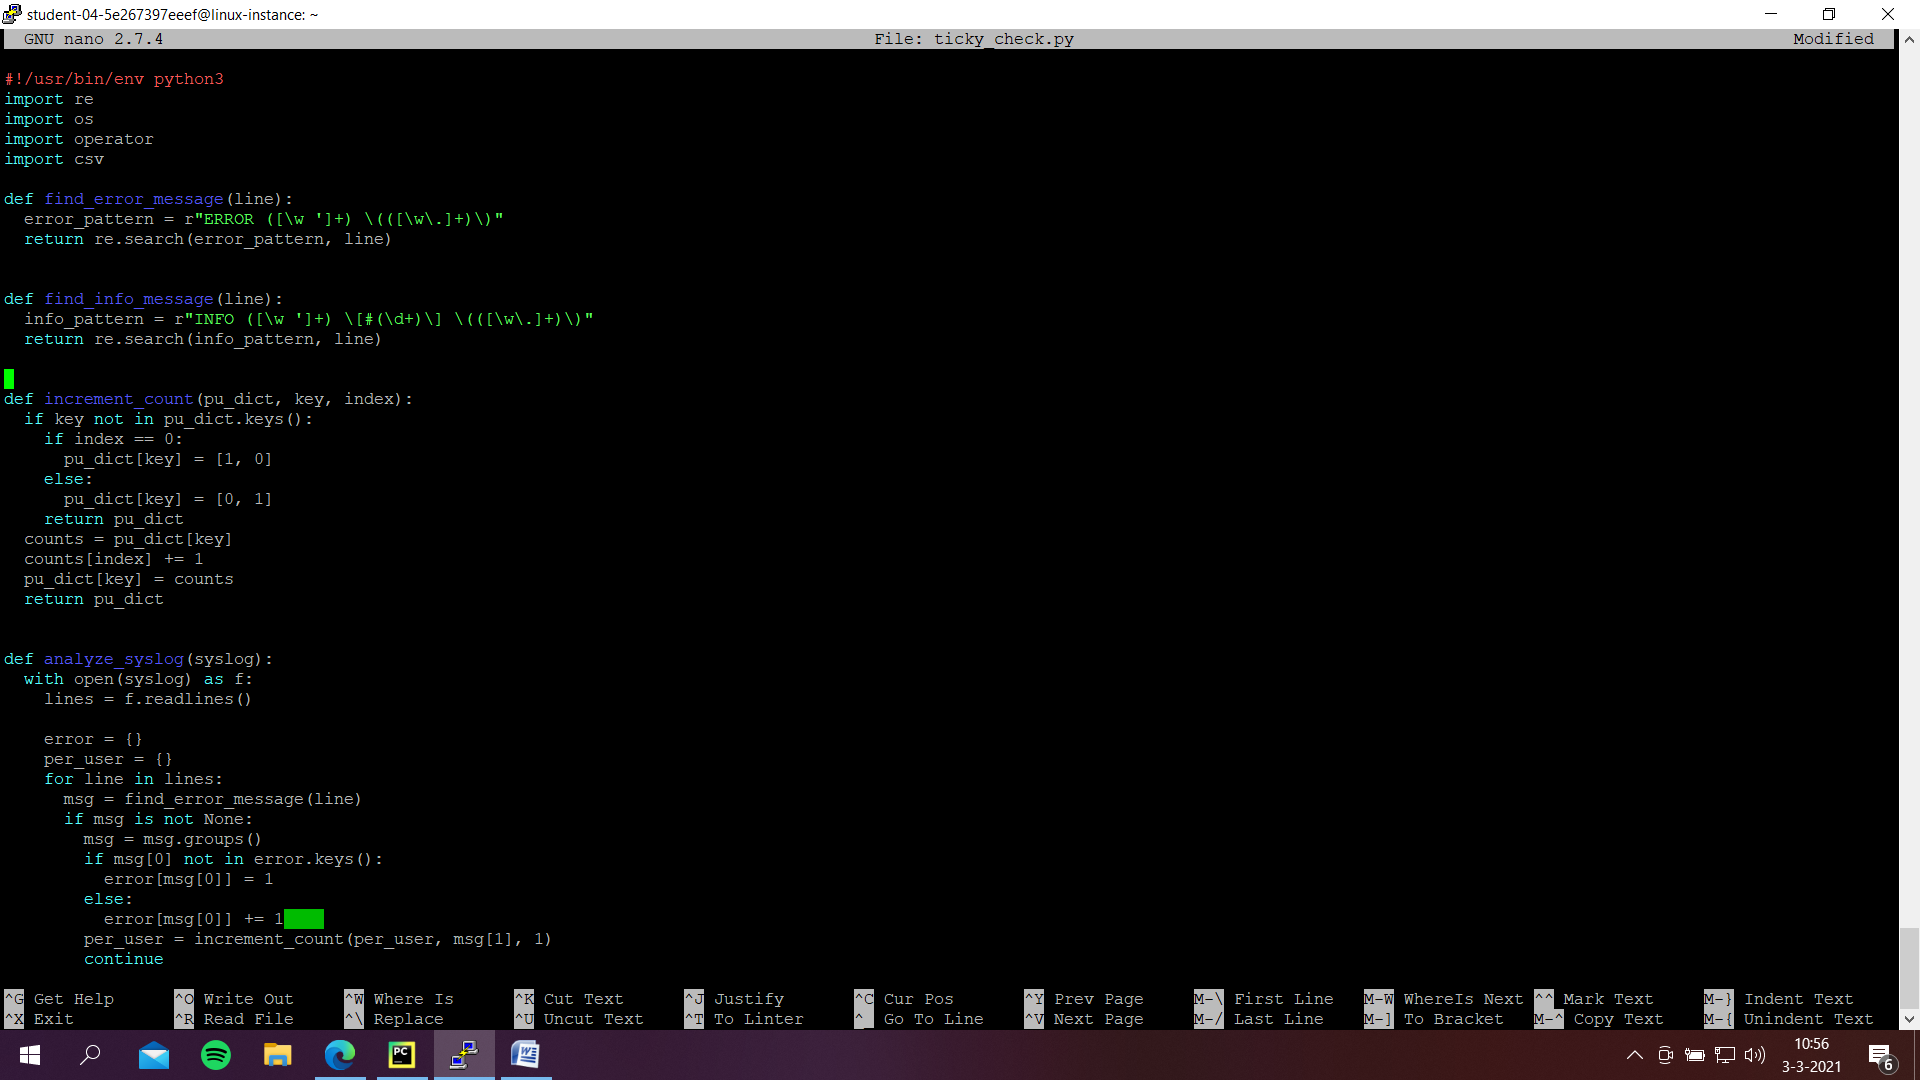 student-04-5e267397eeef@linux-instance: ~
GNU nano 2.7.4 File: ticky_check.py Modified
#!/usr/bin/env python3
import re
import os
import operator
import csv
def find_error_message(line):
  error_pattern = r"ERROR ([\w ']+) \(([\w\.]+)\)"
  return re.search(error_pattern, line)
def find_info_message(line):
  info_pattern = r"INFO ([\w ']+) \[#(\d+)\] \(([\w\.]+)\)"
  return re.search(info_pattern, line)
def increment_count(pu_dict, key, index):
  if key not in pu_dict.keys():
    if index == 0:
      pu_dict[key] = [1, 0]
    else:
      pu_dict[key] = [0, 1]
    return pu_dict
  counts = pu_dict[key]
  counts[index] += 1
  pu_dict[key] = counts
  return pu_dict
def analyze_syslog(syslog):
  with open(syslog) as f:
    lines = f.readlines()
    error = {}
    per_user = {}
    for line in lines:
      msg = find_error_message(line)
      if msg is not None:
        msg = msg.groups()
        if msg[0] not in error.keys():
          error[msg[0]] = 1
        else:
          error[msg[0]] += 1
        per_user = increment_count(per_user, msg[1], 1)
        continue
^G Get Help ^O Write Out ^W Where Is ^K Cut Text ^J Justify ^C Cur Pos ^Y Prev Page M-\ First Line M-W WhereIs Next ^^ Mark Text M-} Indent Text
^X Exit ^R Read File ^\ Replace ^U Uncut Text ^T To Linter ^_ Go To Line ^V Next Page M-/ Last Line M-] To Bracket M-^ Copy Text M-{ Unindent Text
PC
W
10:56
3-3-2021
6